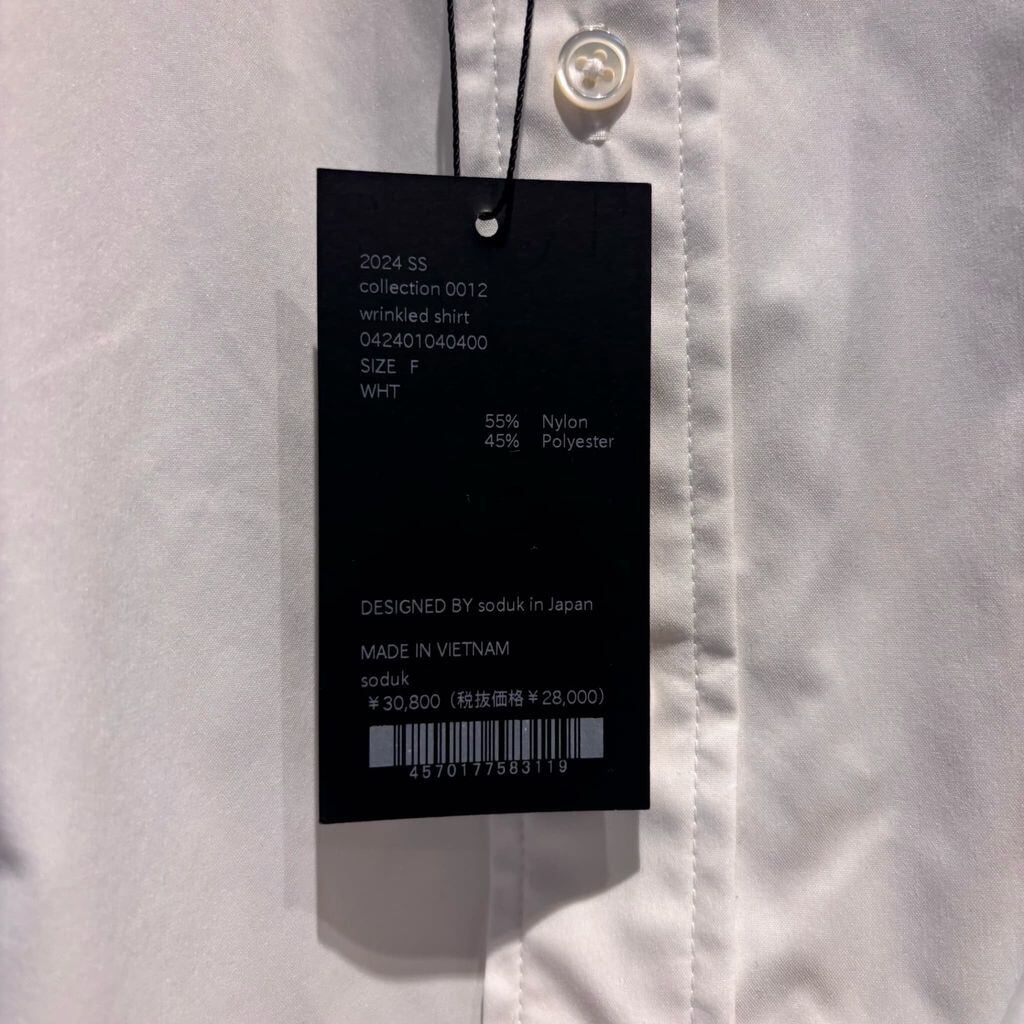 2024 SS
collection 0012
wrinkled shirt
042401040400
SIZE F
WHT
55% Nylon
45% Polyester
DESIGNED BY soduk in Japan
MADE IN VIETNAM
soduk
¥30,800（税抜価格¥28,000）
4570177583119